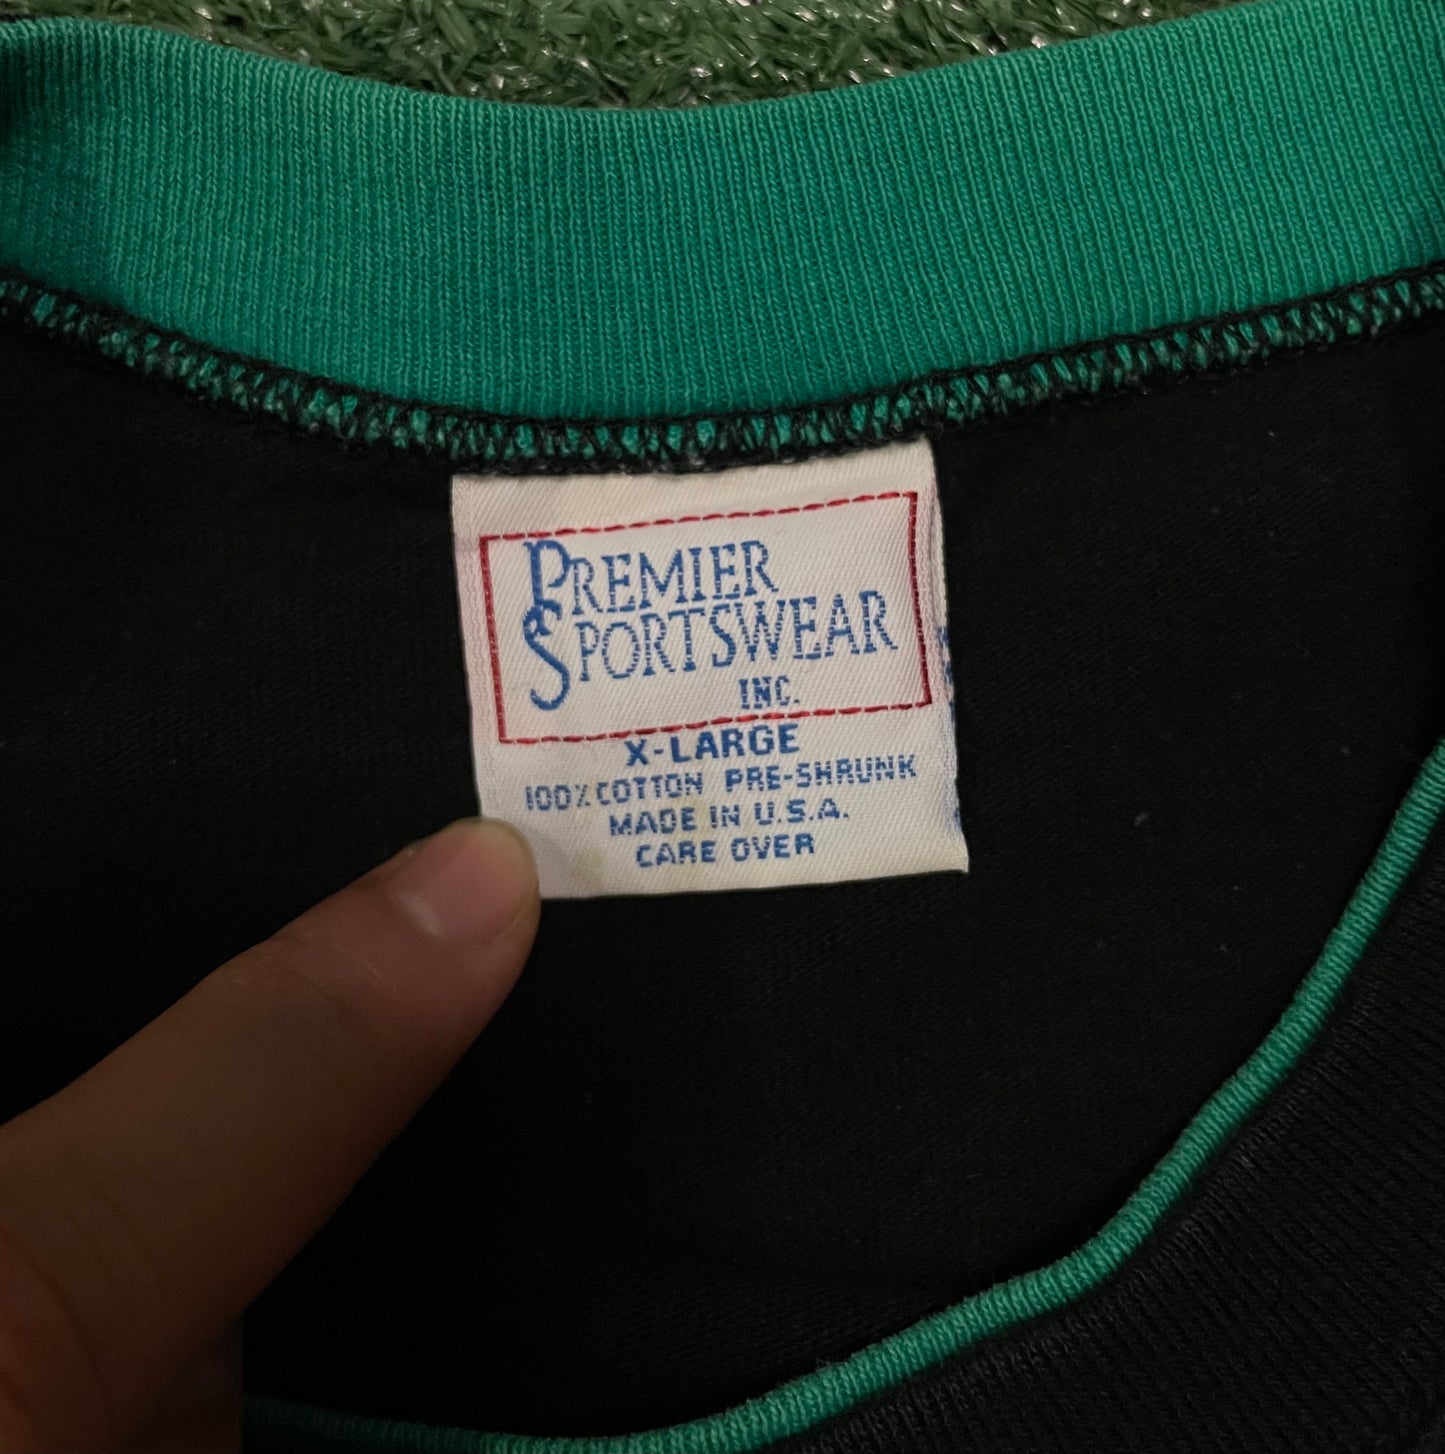 PREMIER
SPORTSWEAR
INC.
X-LARGE
100% COTTON PRE-SHRUNK
MADE IN U.S.A.
CARE OVER